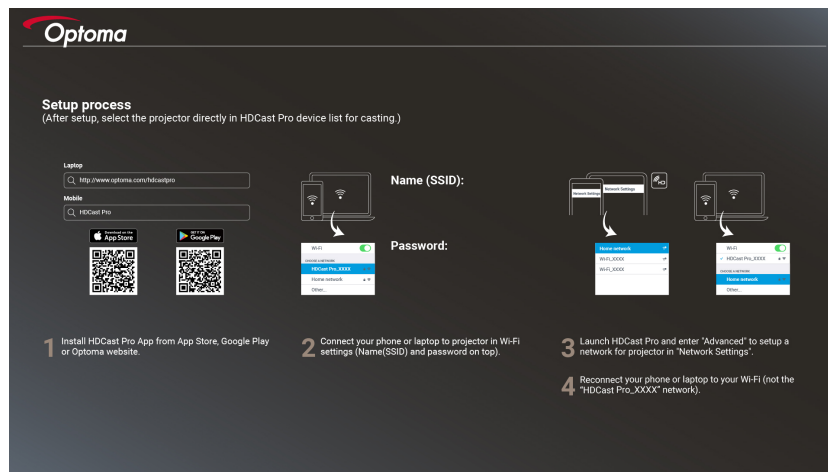 Optoma
Setup process
(After setup, select the projector directly in HDCast Pro device list for casting.)
Laptop
http://www.optoma.com/hdcastpro
Mobile
HDCast Pro
Download on the
App Store
GET IT ON
Google Play
1 Install HDCast Pro App from App Store, Google Play
or Optoma website.
Name (SSID):
Password:
Wi-Fi
CHOOSE A NETWORK
HDCast Pro_XXXX
Home network
Other...
2 Connect your phone or laptop to projector in Wi-Fi
settings (Name(SSID) and password on top).
Network Settings
Network Settings
HD
Home network
Wi-Fi_XXXX
Wi-Fi_XXXX
Wi-Fi
HDCast Pro_XXXX
CHOOSE A NETWORK
Home network
Other...
3 Launch HDCast Pro and enter "Advanced" to setup a
network for projector in "Network Settings".
4 Reconnect your phone or laptop to your Wi-Fi (not the
"HDCast Pro_XXXX" network).